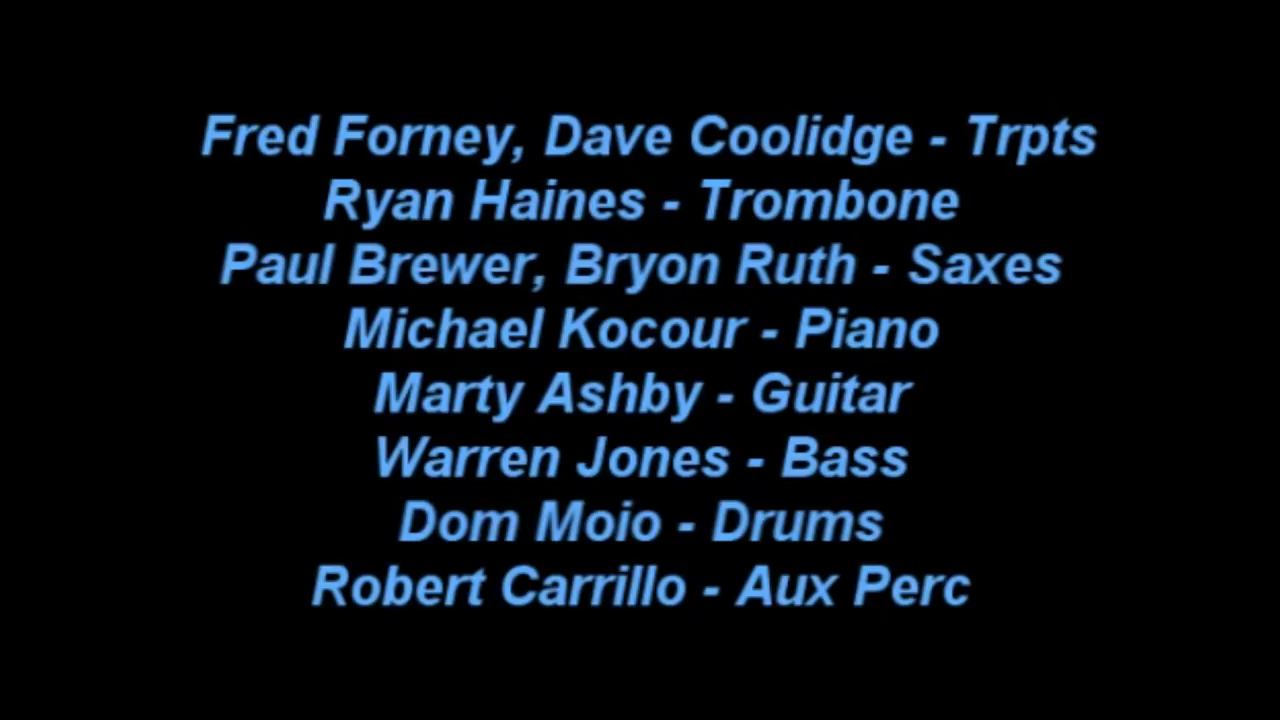 Fred Forney, Dave Coolidge - Trpts
Ryan Haines - Trombone
Paul Brewer, Bryon Ruth - Saxes
Michael Kocour - Piano
Marty Ashby - Guitar
Warren Jones - Bass
Dom Moio - Drums
Robert Carrillo - Aux Perc